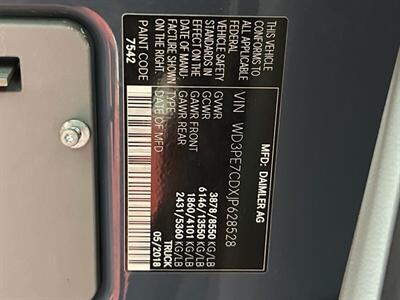 THIS VEHICLE
CONFORMS TO
ALL APPLICABLE
FEDERAL
VEHICLE SAFETY
STANDARDS IN
EFFECT ON THE
DATE OF MANU-
FACTURE, SHOWN
ON THE RIGHT.
PAINT CODE
7542
MFD: DAIMLER AG
VIN WD3PE7CDXJP628528
GVWR 3878/8550 KG/LB
GCWR 6146/13550 KG/LB
GAWR FRONT 1860/4101 KG/LB
GAWR REAR 2431/5360 KG/LB
TYPE: TRUCK
DATE OF MFD 05/2018